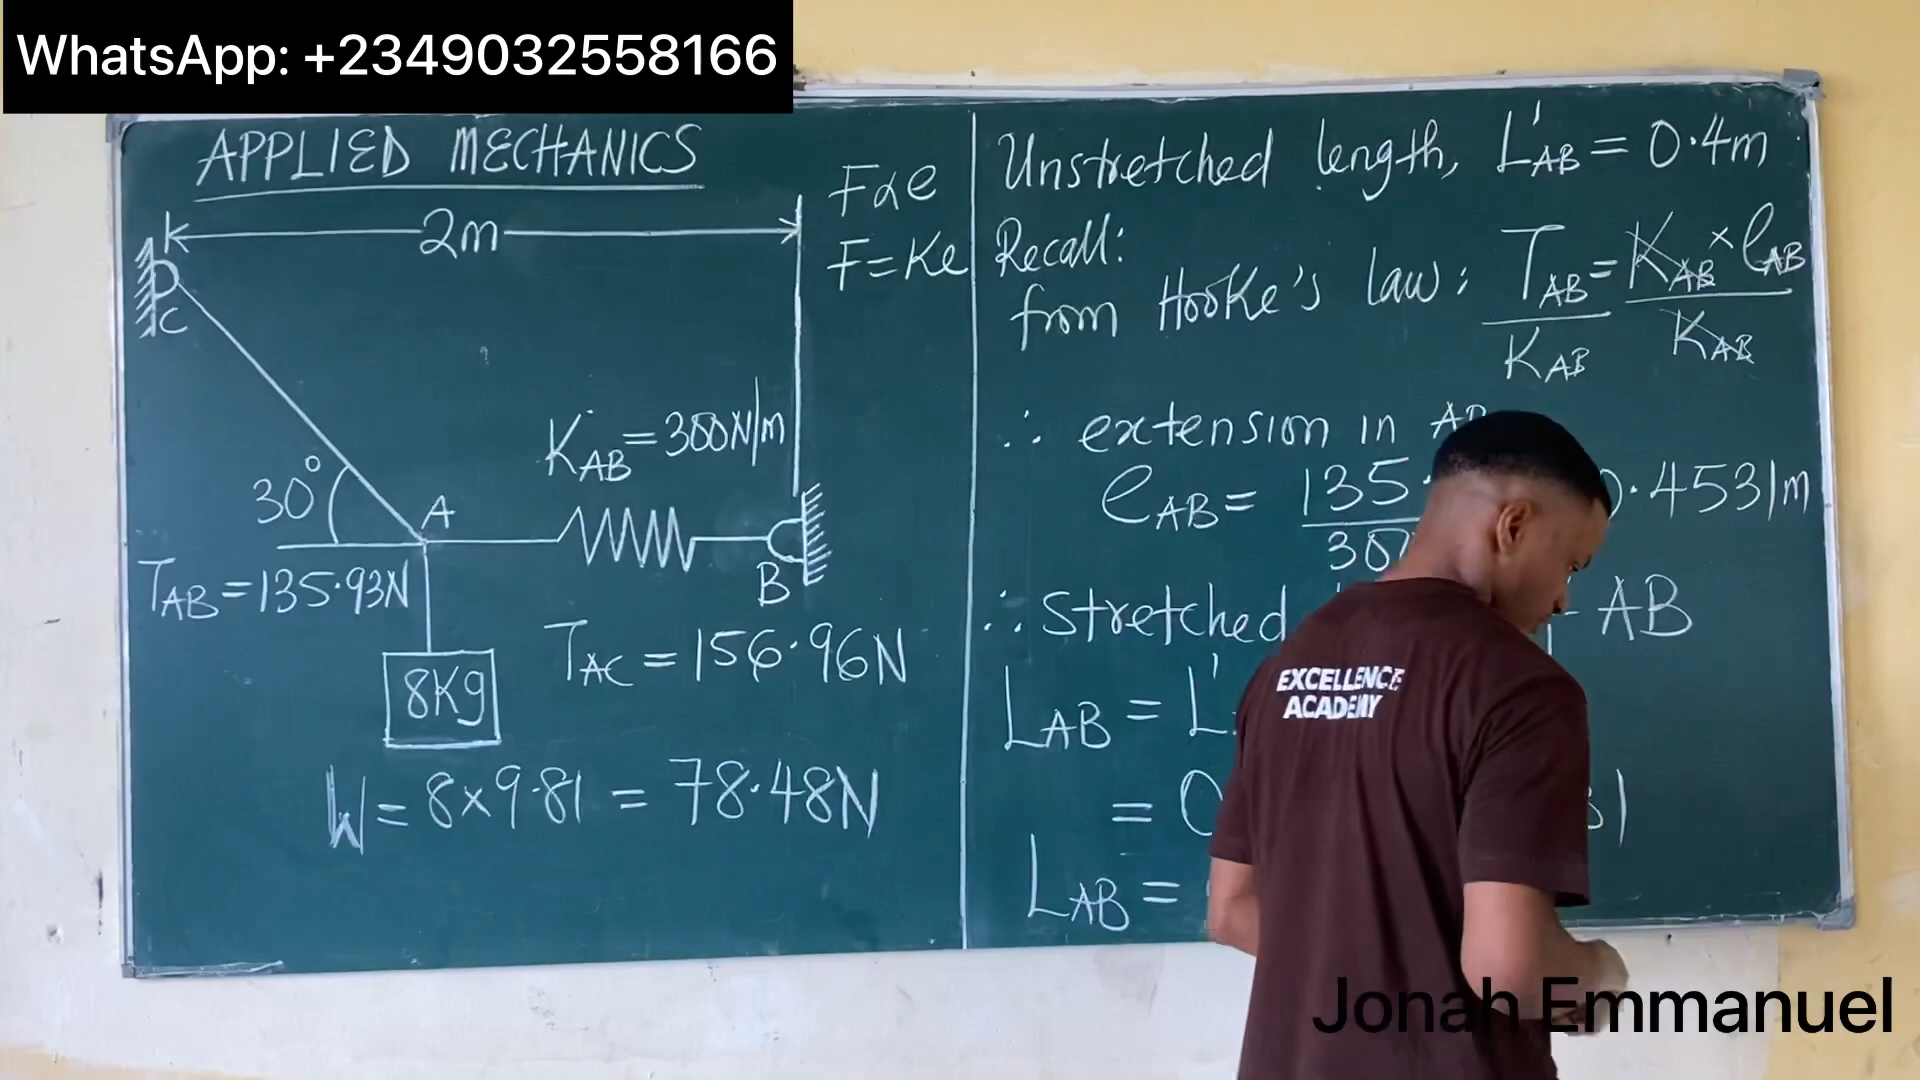 WhatsApp: +2349032558166
APPLIED MECHANICS
2m
C
30°
A
K_AB = 300N/m
B
T_AB = 135.93N
T_AC = 156.96N
8Kg
W = 8×9.81 = 78.48N
F∝e
F=Ke
Unstretched length, L'_AB = 0.4m
Recall:
from Hooke's law: T_AB/K_AB = K_AB × e_AB/K_AB
∴ extension in AB
e_AB = 135. .4531m
∴ Stretched AB
L_AB = L'
=
L_AB =
EXCELLENCE
ACADEMY
Jonah Emmanuel